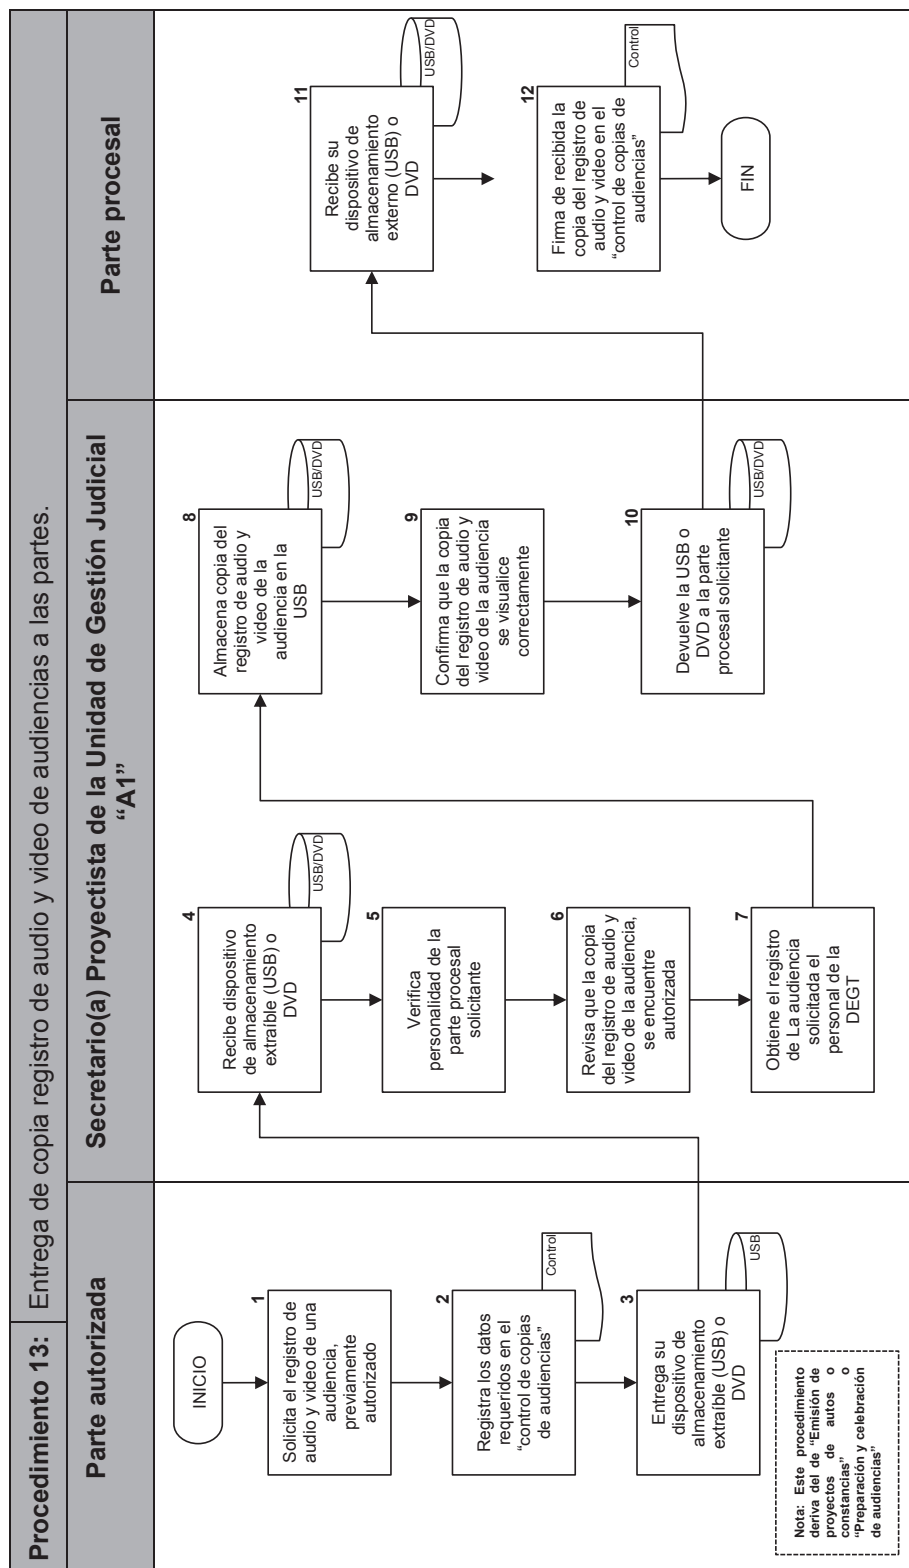 Procedimiento 13: Entrega de copia registro de audio y video de audiencias a las partes.
Parte autorizada
Secretario(a) Proyectista de la Unidad de Gestión Judicial
“A1”
Parte procesal
INICIO
1
Solicita el registro de
audio y video de una
audiencia,
previamente
autorizado
2
Registra los datos
requeridos en el
“control de copias
de audiencias”
Control
3
Entrega su
dispositivo de
almacenamiento
extraíble (USB) o
DVD
USB
Nota: Este procedimiento
deriva del de “Emisión de
proyectos de autos o
constancias” o
“Preparación y celebración
de audiencias”
4
Recibe dispositivo
de almacenamiento
extraíble (USB) o
DVD
USB/DVD
5
Verifica
personalidad de la
parte procesal
solicitante
6
Revisa que la copia
del registro de audio y
video de la audiencia,
se encuentre
autorizada
7
Obtiene el registro
de La audiencia
solicitada el
personal de la
DEGT
8
Almacena copia del
registro de audio y
video de la
audiencia en la
USB
USB/DVD
9
Confirma que la copia
del registro de audio y
video de la audiencia
se visualice
correctamente
10
Devuelve la USB o
DVD a la parte
procesal solicitante
USB/DVD
11
Recibe su
dispositivo de
almacenamiento
externo (USB) o
DVD
USB/DVD
12
Firma de recibida la
copia del registro de
audio y video en el
“control de copias de
audiencias”
Control
FIN